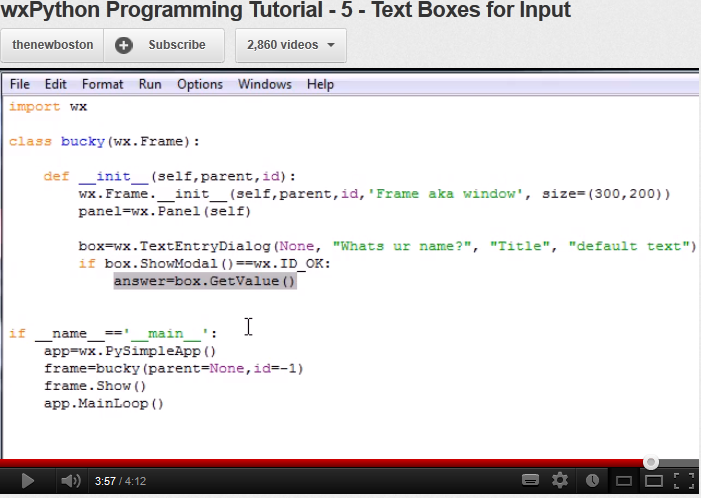 wxPython Programming Tutorial - 5 - Text Boxes for Input
thenewboston Subscribe 2,860 videos
File Edit Format Run Options Windows Help
import wx
class bucky(wx.Frame):
    def __init__(self,parent,id):
        wx.Frame.__init__(self,parent,id,'Frame aka window', size=(300,200))
        panel=wx.Panel(self)
        box=wx.TextEntryDialog(None, "Whats ur name?", "Title", "default text")
        if box.ShowModal()==wx.ID_OK:
            answer=box.GetValue()
if __name__=='__main__':
    app=wx.PySimpleApp()
    frame=bucky(parent=None,id=-1)
    frame.Show()
    app.MainLoop()
3:57 / 4:12